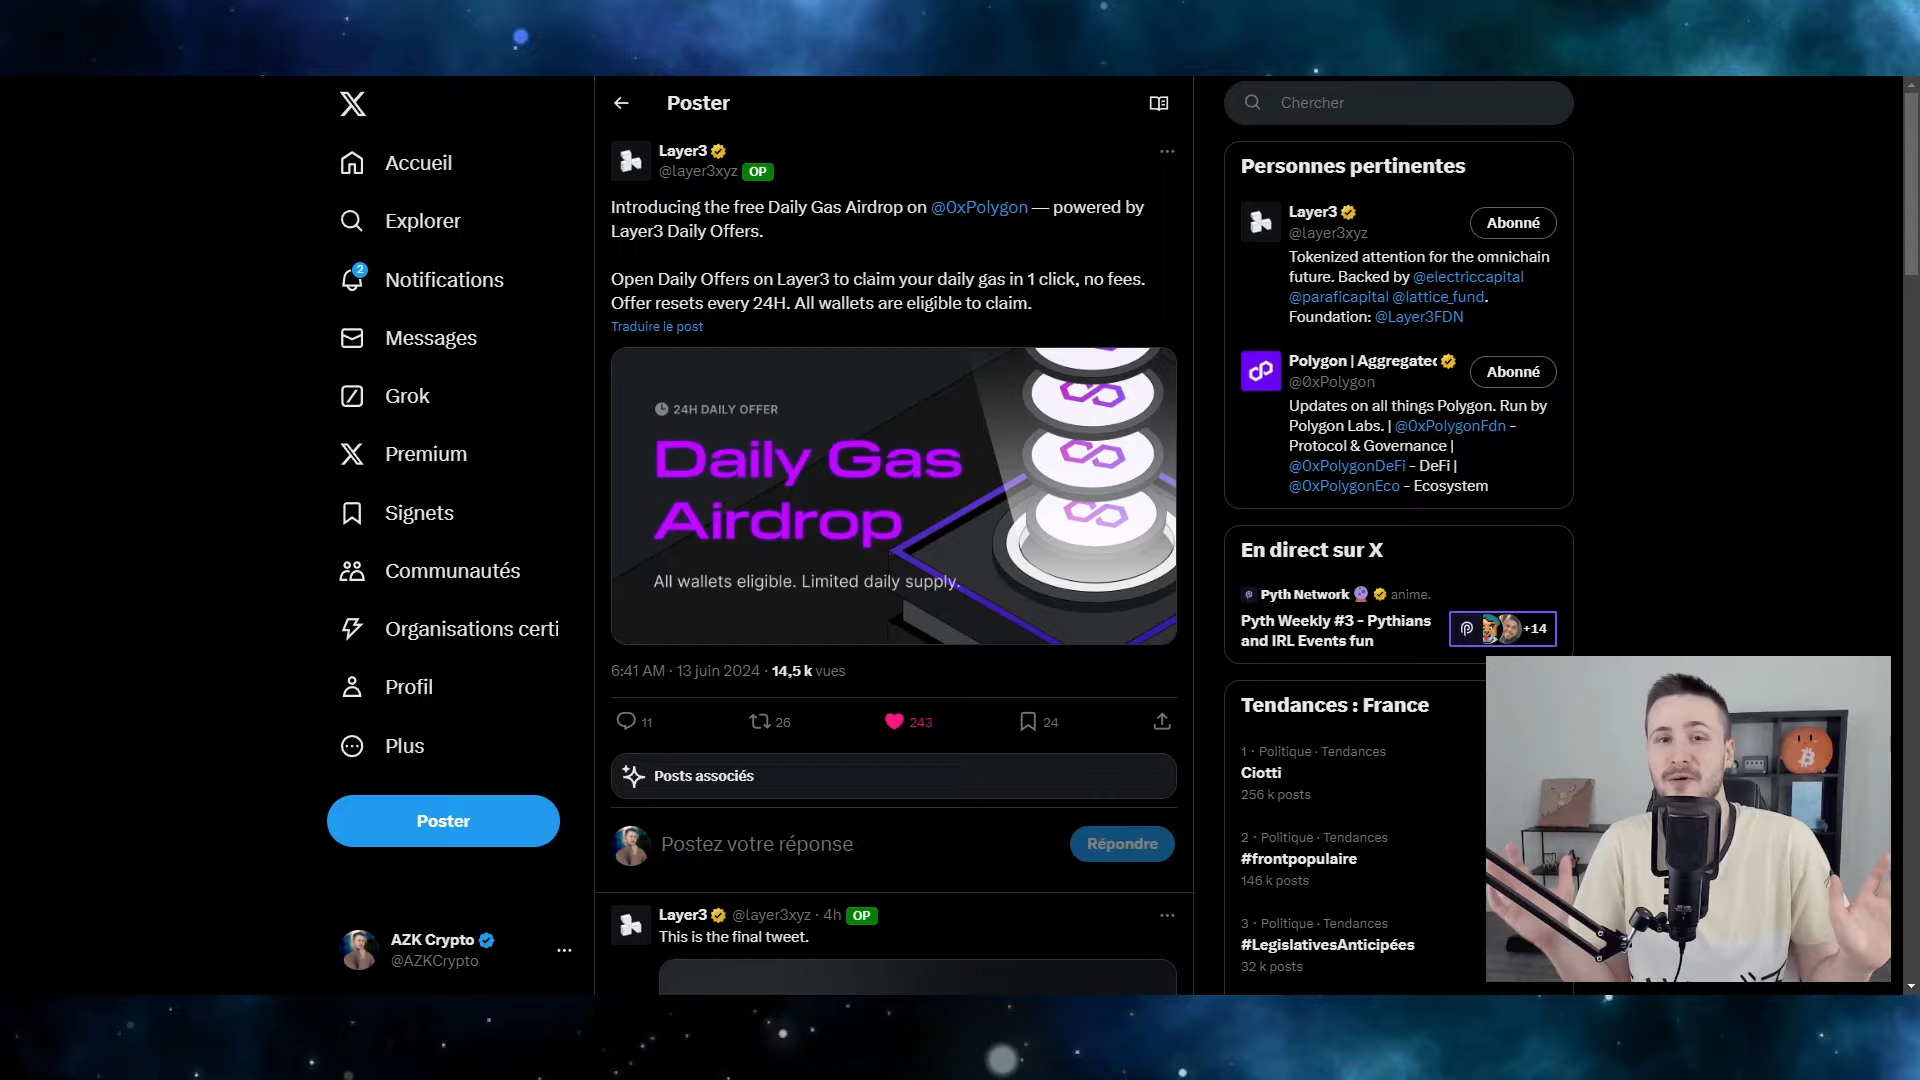 Accueil
Explorer
2
Notifications
Messages
Grok
Premium
Signets
Communautés
Organisations certi
Profil
Plus
Poster
AZK Crypto
@AZKCrypto
Poster
Layer3
@layer3xyz OP
Introducing the free Daily Gas Airdrop on @0xPolygon — powered by
Layer3 Daily Offers.
Open Daily Offers on Layer3 to claim your daily gas in 1 click, no fees.
Offer resets every 24H. All wallets are eligible to claim.
Traduire le post
24H DAILY OFFER
Daily Gas
Airdrop
All wallets eligible. Limited daily supply.
6:41 AM · 13 juin 2024 · 14,5 k vues
11
26
243
24
Posts associés
Postez votre réponse
Répondre
Layer3 @layer3xyz · 4h OP
This is the final tweet.
Chercher
Personnes pertinentes
Layer3
@layer3xyz
Abonné
Tokenized attention for the omnichain
future. Backed by @electriccapital
@paraficapital @lattice_fund.
Foundation: @Layer3FDN
Polygon | Aggregated
@0xPolygon
Abonné
Updates on all things Polygon. Run by
Polygon Labs. | @0xPolygonFdn -
Protocol & Governance |
@0xPolygonDeFi - DeFi |
@0xPolygonEco - Ecosystem
En direct sur X
Pyth Network anime.
Pyth Weekly #3 - Pythians
and IRL Events fun
+14
Tendances : France
1 · Politique · Tendances
Ciotti
256 k posts
2 · Politique · Tendances
#frontpopulaire
146 k posts
3 · Politique · Tendances
#LegislativesAnticipées
32 k posts